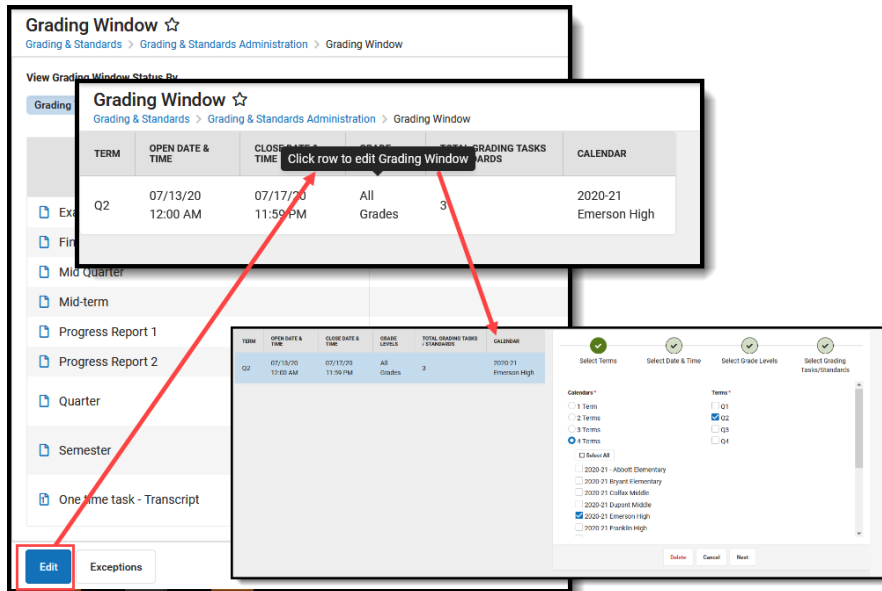 Grading Window
Grading & Standards > Grading & Standards Administration > Grading Window
View Grading Window Status By
Grading
Exa
Fin
Mid Quarter
Mid-term
Progress Report 1
Progress Report 2
Quarter
Semester
One time task - Transcript
Edit Exceptions
Grading Window
Grading & Standards > Grading & Standards Administration > Grading Window
TERM OPEN DATE & TIME CLOSE DATE & TIME GRADE TOTAL GRADING TASKS CALENDAR
Click row to edit Grading Window
Q2 07/13/20 07/17/20 All 3 2020-21
12:00 AM 11:59 PM Grades Emerson High
TERM OPEN DATE & CLOSE DATE & GRADE TOTAL GRADING TASKS CALENDAR
TIME TIME LEVELS / STANDARDS
Q2 07/13/20 07/17/20 All 3 2020-21
12:00 AM 11:59 PM Grades Emerson High
Select Terms Select Date & Time Select Grade Levels Select Grading
Tasks/Standards
Calendars* Terms*
1 Term Q1
2 Terms Q2
3 Terms Q3
4 Terms Q4
Select All
2020-21 - Abbott Elementary
2020-21 Bryant Elementary
2020-21 Colfax Middle
2020-21 Dupont Middle
2020-21 Emerson High
2020-21 Franklin High
Delete Cancel Next